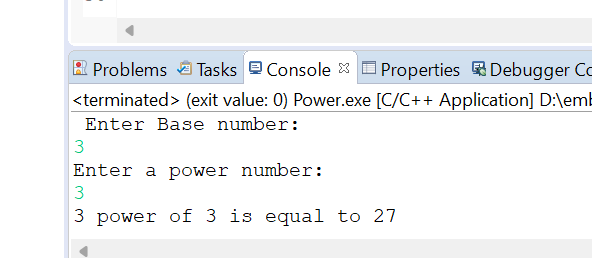 Problems Tasks Console Properties Debugger Co
<terminated> (exit value: 0) Power.exe [C/C++ Application] D:\emb
Enter Base number:
3
Enter a power number:
3
3 power of 3 is equal to 27